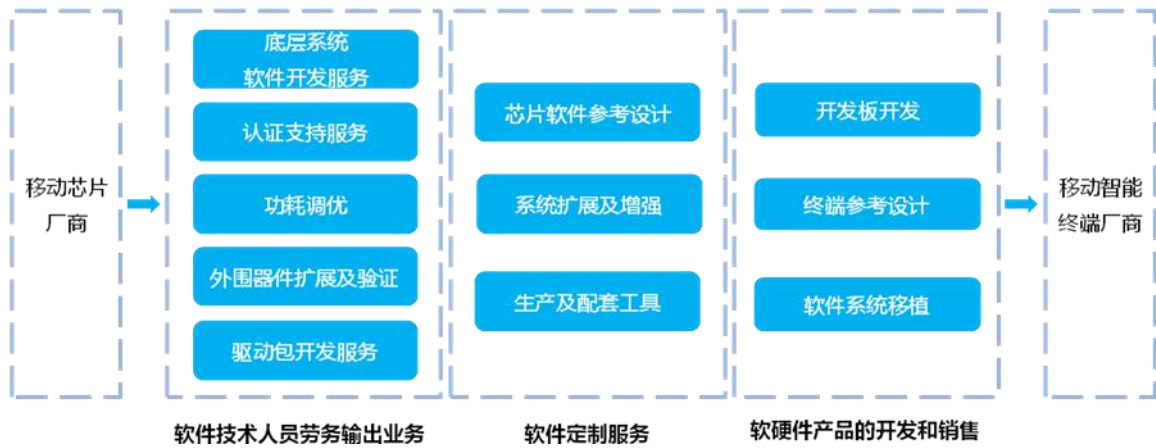 移动芯片
厂商
底层系统
软件开发服务
认证支持服务
功耗调优
外围器件扩展及验证
驱动包开发服务
软件技术人员劳务输出业务
芯片软件参考设计
系统扩展及增强
生产及配套工具
软件定制服务
开发板开发
终端参考设计
软件系统移植
软硬件产品的开发和销售
移动智能
终端厂商